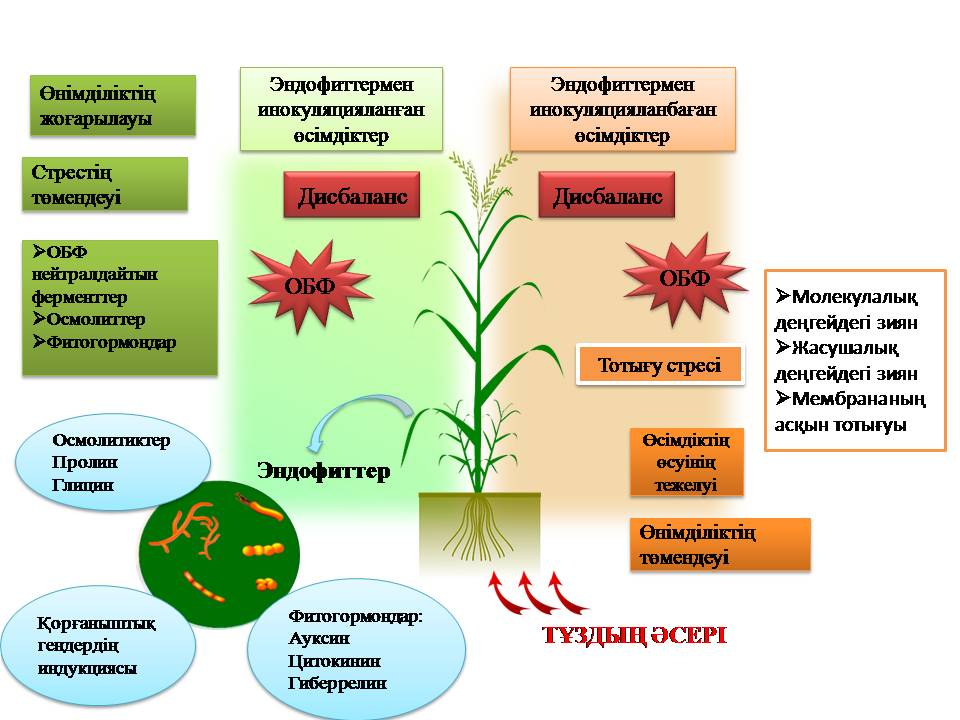 Өнімділіктің
жоғарылауы
Эндофиттермен
инокуляцияланған
өсімдіктер
Эндофиттермен
инокуляцияланбаған
өсімдіктер
Стрестің
төмендеуі
Дисбаланс
Дисбаланс
➢ОБФ
нейтралдайтын
ферменттер
➢Осмолиттер
➢Фитогормондар
ОБФ
ОБФ
➢Молекулалық
деңгейдегі зиян
➢Жасушалық
деңгейдегі зиян
➢Мембрананың
асқын тотығуы
Тотығу стресі
Осмолитиктер
Пролин
Глицин
Эндофиттер
Өсімдіктің
өсуінің
тежелуі
Өнімділіктің
төмендеуі
Қорғаныштық
гендердің
индукциясы
Фитогормондар:
Ауксин
Цитокинин
Гиберрелин
ТҰЗДЫҢ ӘСЕРІ